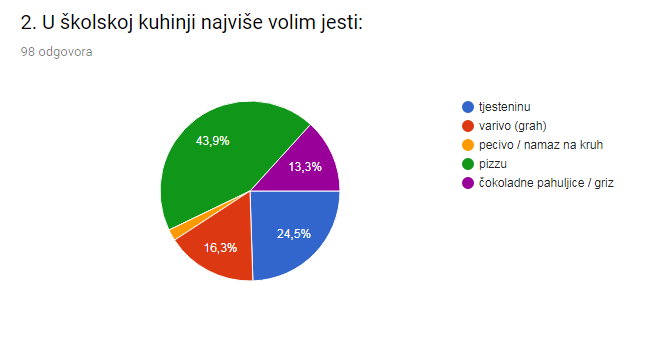 2. U školskoj kuhinji najviše volim jesti:
98 odgovora
43,9%
13,3%
16,3%
24,5%
tjesteninu
varivo (grah)
pecivo / namaz na kruh
pizzu
čokoladne pahuljice / griz